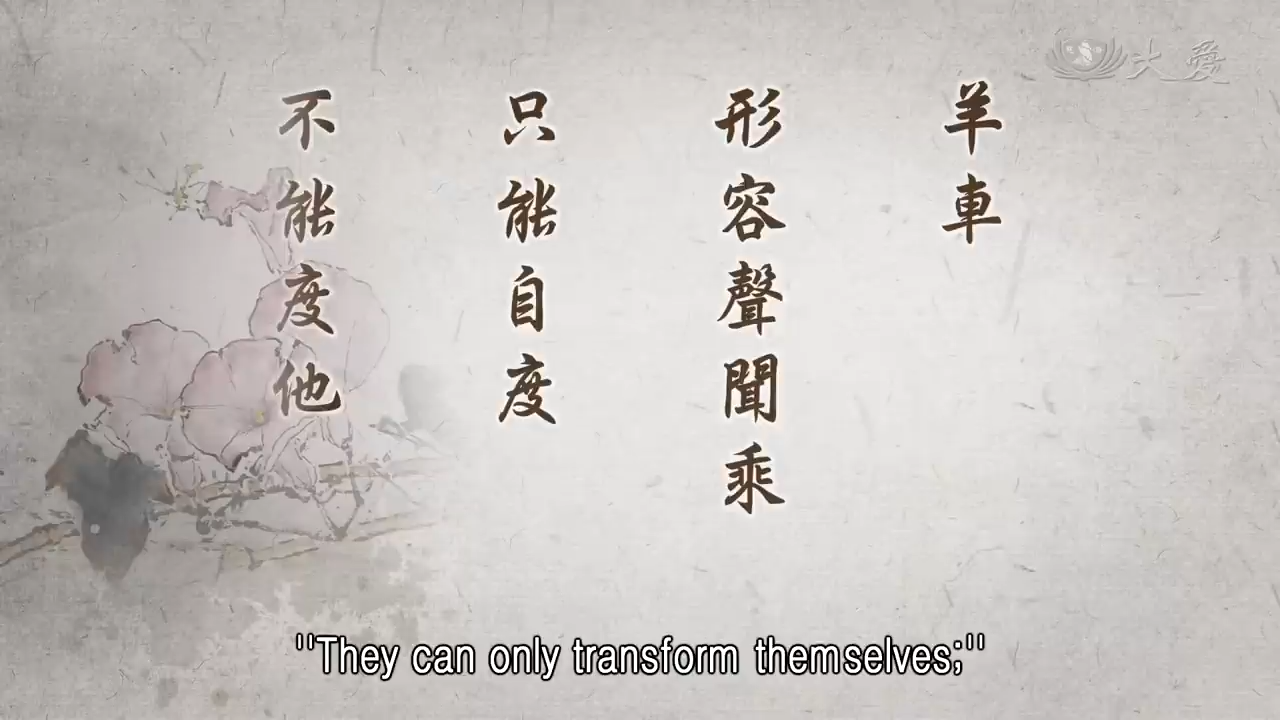 大愛
羊車
形容聲聞乘
只能自度
不能度他
"They can only transform themselves;"